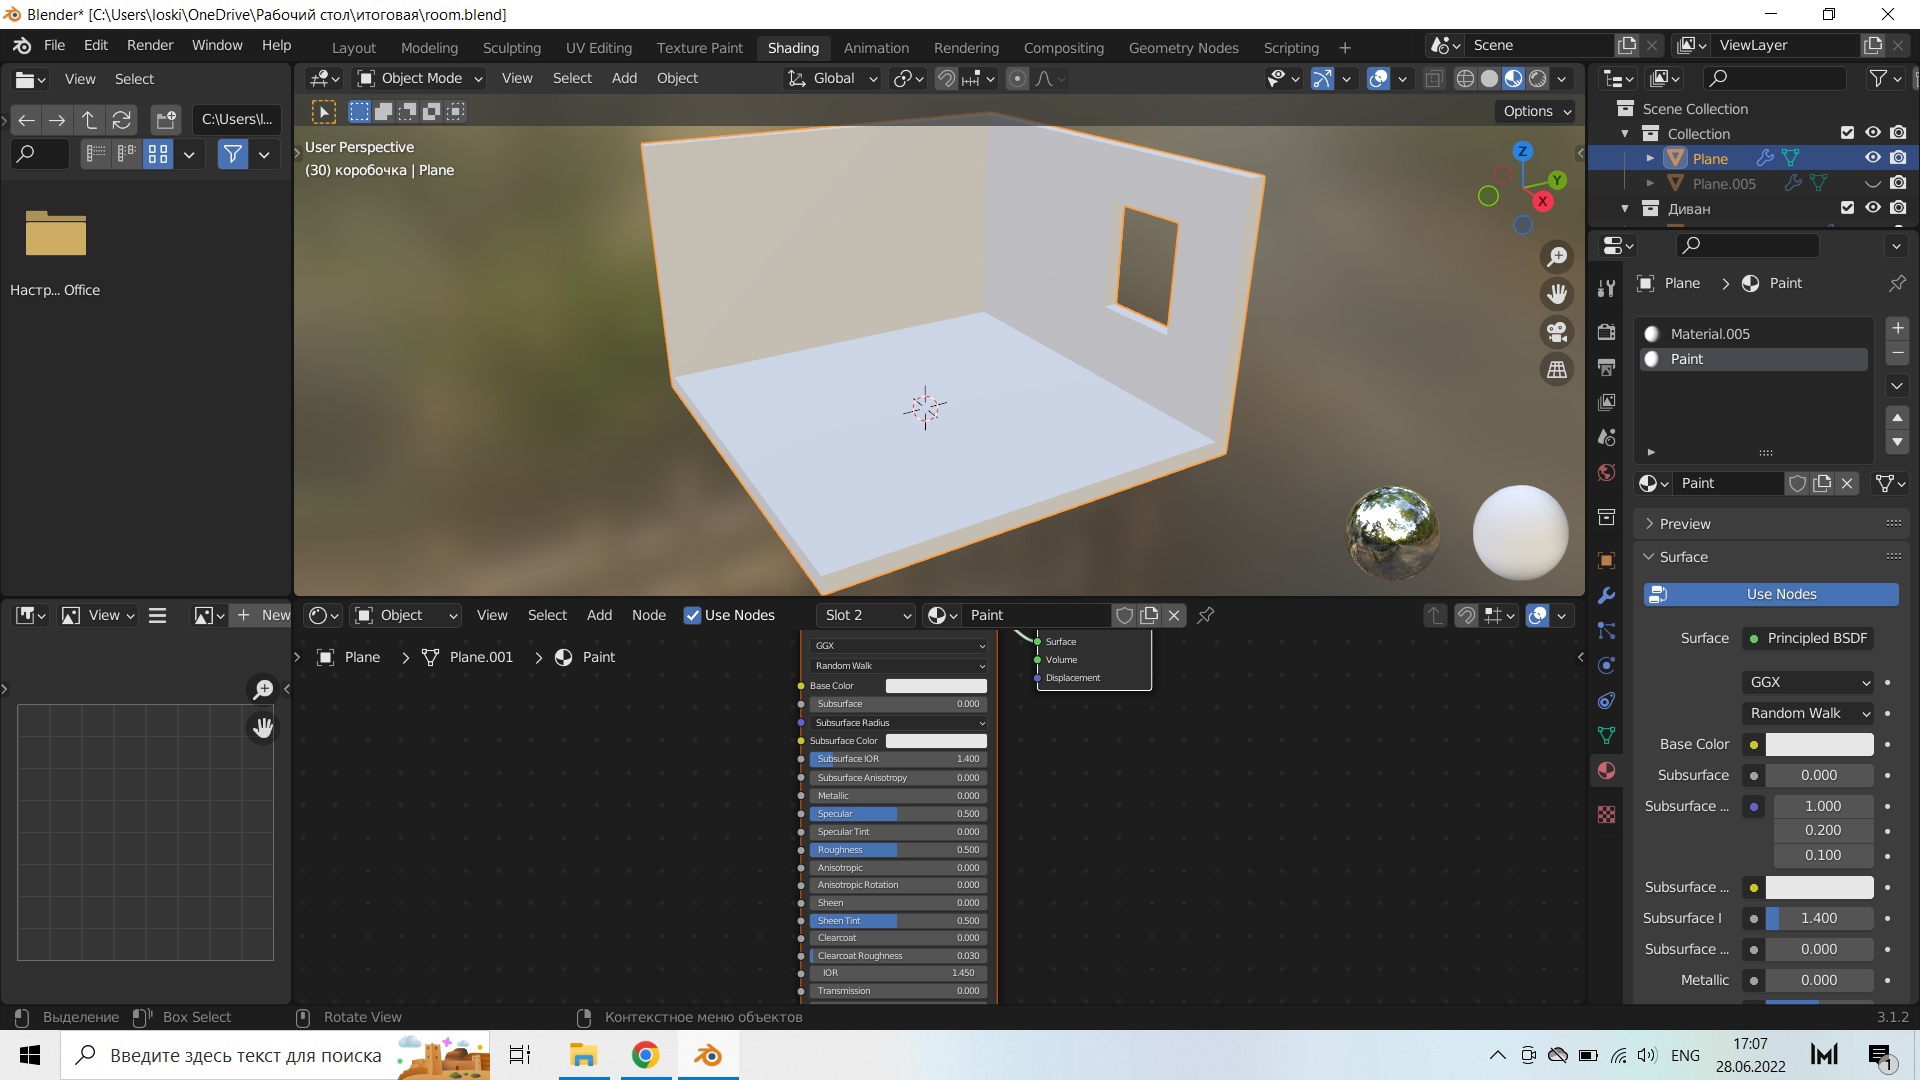 Blender* [C:\Users\loski\OneDrive\Рабочий стол\итоговая\room.blend]
File Edit Render Window Help
Layout Modeling Sculpting UV Editing Texture Paint Shading Animation Rendering Compositing Geometry Nodes Scripting
Scene
ViewLayer
View Select
Object Mode View Select Add Object
Global
C:\Users\l...
Options
User Perspective
(30) коробочка | Plane
Z
Y
X
Настр... Office
Scene Collection
Collection
Plane
Plane.005
Диван
Plane > Paint
Material.005
Paint
Paint
Preview
Surface
Use Nodes
Surface Principled BSDF
GGX
Random Walk
Base Color
Subsurface 0.000
Subsurface ... 1.000
0.200
0.100
Subsurface ...
Subsurface I 1.400
Subsurface ... 0.000
Metallic 0.000
View
New
Object View Select Add Node Use Nodes
Slot 2
Paint
Plane > Plane.001 > Paint
GGX
Random Walk
Base Color
Subsurface 0.000
Subsurface Radius
Subsurface Color
Subsurface IOR 1.400
Subsurface Anisotropy 0.000
Metallic 0.000
Specular 0.500
Specular Tint 0.000
Roughness 0.500
Anisotropic 0.000
Anisotropic Rotation 0.000
Sheen 0.000
Sheen Tint 0.500
Clearcoat 0.000
Clearcoat Roughness 0.030
IOR 1.450
Transmission 0.000
Surface
Volume
Displacement
Выделение Box Select Rotate View Контекстное меню объектов 3.1.2
Введите здесь текст для поиска
ENG
17:07
28.06.2022
1